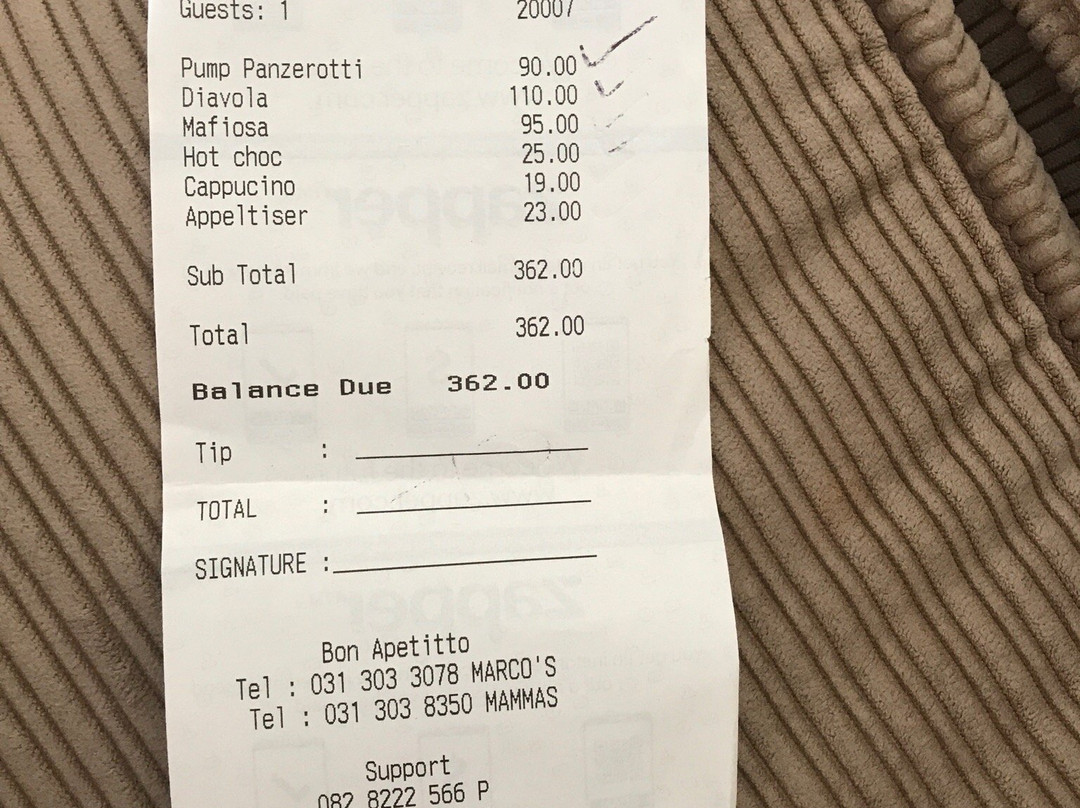 Guests: 1 20007
Pump Panzerotti 90.00
Diavola 110.00
Mafiosa 95.00
Hot choc 25.00
Cappucino 19.00
Appeltiser 23.00
Sub Total 362.00
Total 362.00
Balance Due 362.00
Tip :
TOTAL :
SIGNATURE :
Bon Apetitto
Tel : 031 303 3078 MARCO'S
Tel : 031 303 8350 MAMMAS
Support
082 8222 566 P